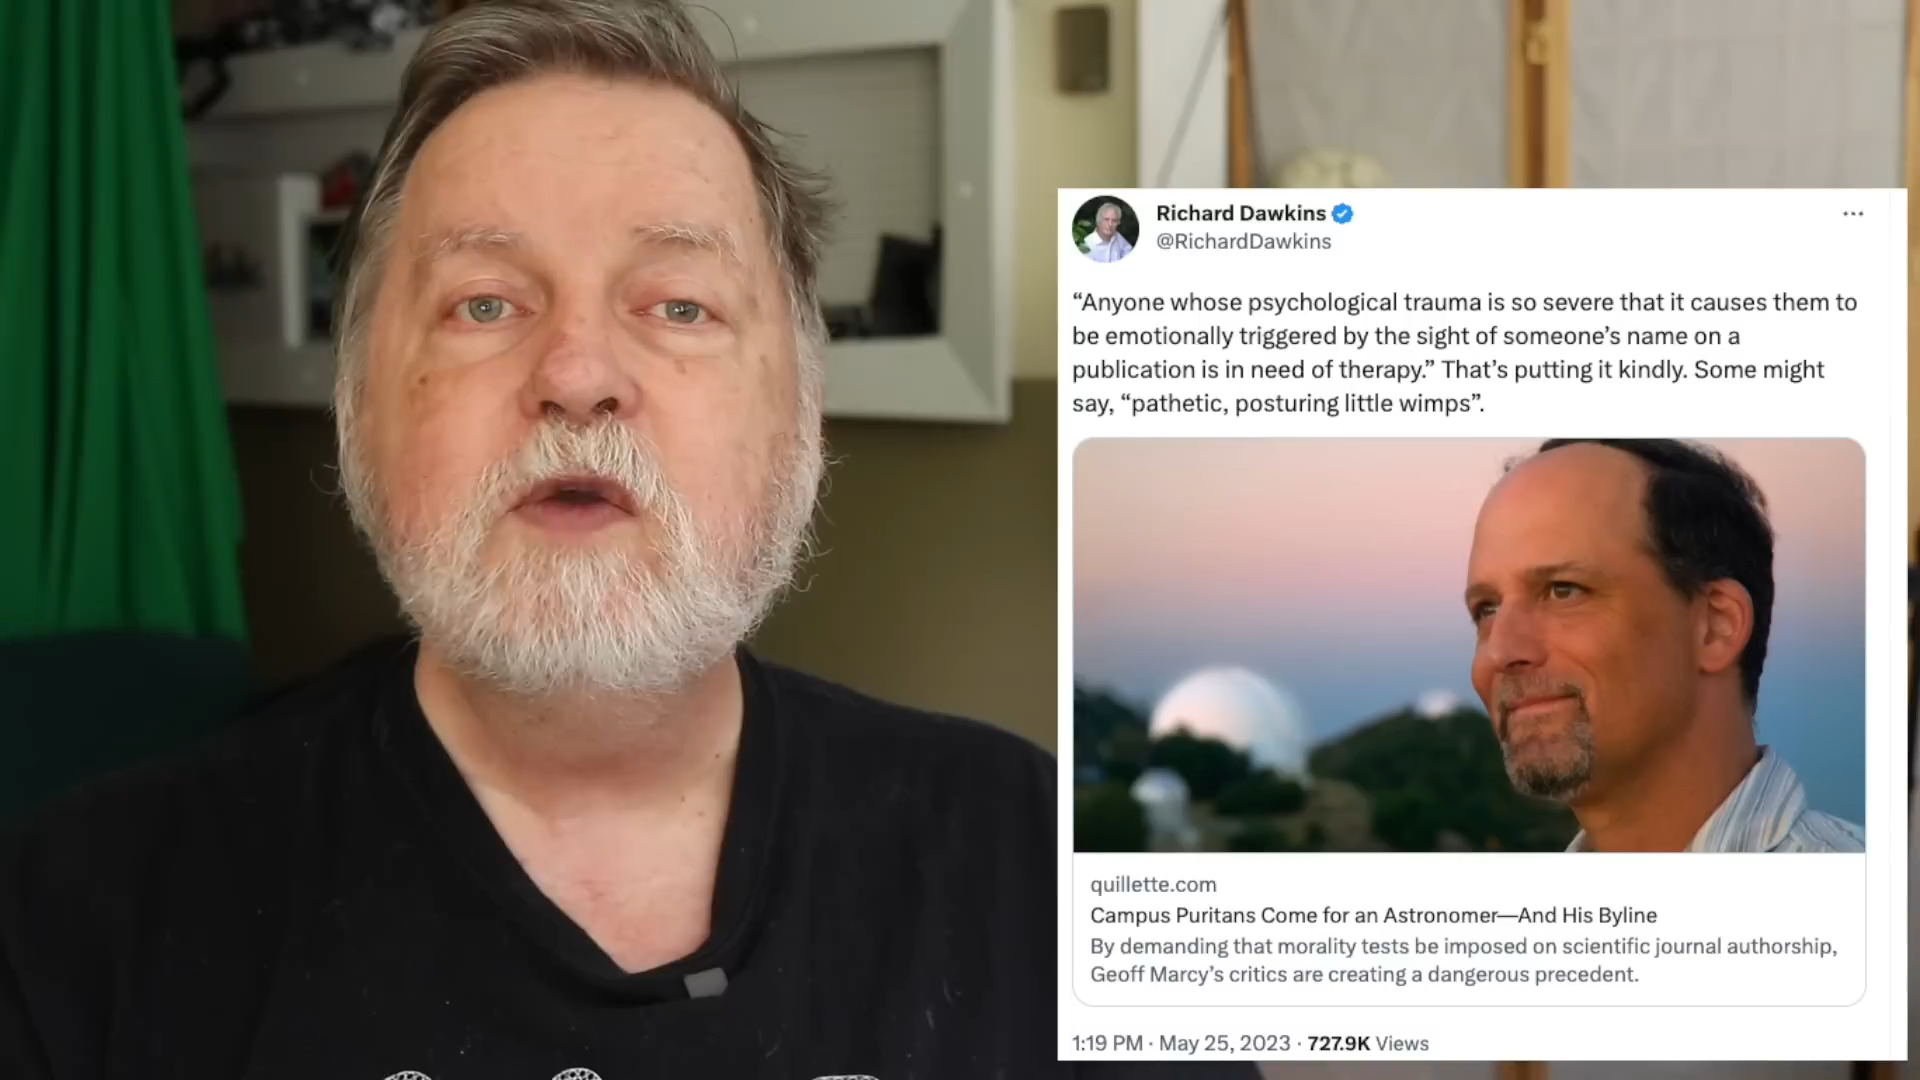 Richard Dawkins
@RichardDawkins
“Anyone whose psychological trauma is so severe that it causes them to
be emotionally triggered by the sight of someone’s name on a
publication is in need of therapy.” That’s putting it kindly. Some might
say, “pathetic, posturing little wimps”.
quillette.com
Campus Puritans Come for an Astronomer—And His Byline
By demanding that morality tests be imposed on scientific journal authorship,
Geoff Marcy’s critics are creating a dangerous precedent.
1:19 PM · May 25, 2023 · 727.9K Views